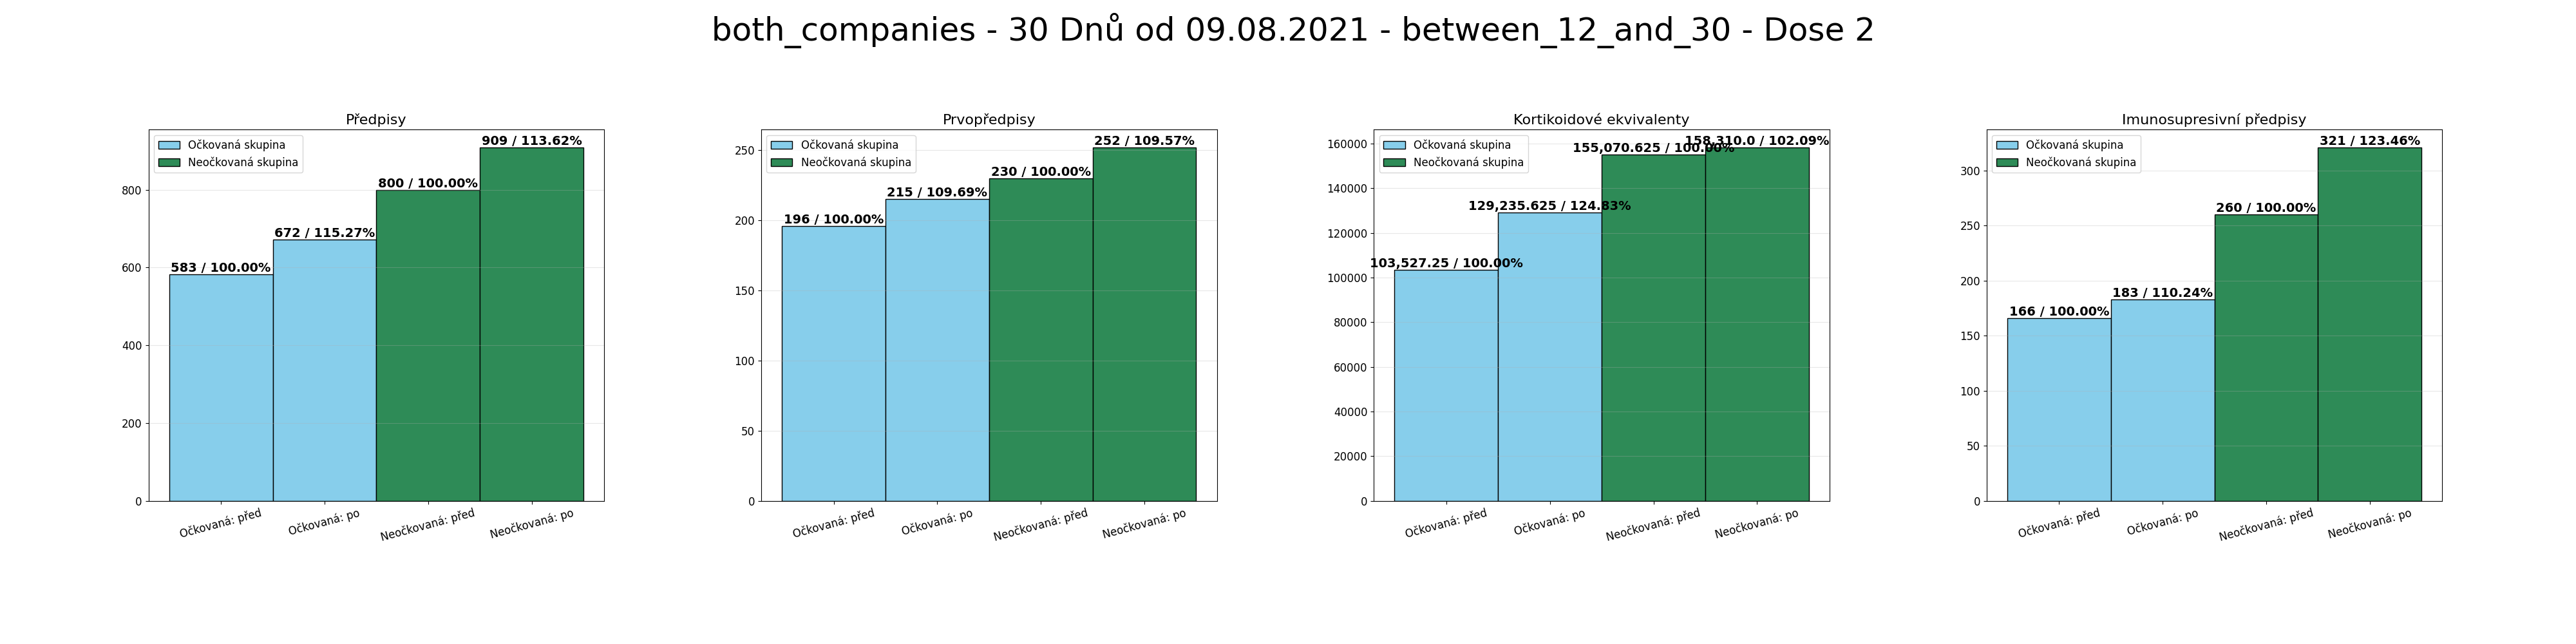 both_companies - 30 Dnů od 09.08.2021 - between_12_and_30 - Dose 2
Předpisy
Očkovaná skupina
Neočkovaná skupina
583 / 100.00%
672 / 115.27%
800 / 100.00%
909 / 113.62%
0
200
400
600
800
Očkovaná: před
Očkovaná: po
Neočkovaná: před
Neočkovaná: po
Prvopředpisy
Očkovaná skupina
Neočkovaná skupina
196 / 100.00%
215 / 109.69%
230 / 100.00%
252 / 109.57%
0
50
100
150
200
250
Očkovaná: před
Očkovaná: po
Neočkovaná: před
Neočkovaná: po
Kortikoidové ekvivalenty
Očkovaná skupina
Neočkovaná skupina
103,527.25 / 100.00%
129,235.625 / 124.83%
155,070.625 / 100.00%
158,310.0 / 102.09%
0
20000
40000
60000
80000
100000
120000
140000
160000
Očkovaná: před
Očkovaná: po
Neočkovaná: před
Neočkovaná: po
Imunosupresivní předpisy
Očkovaná skupina
Neočkovaná skupina
166 / 100.00%
183 / 110.24%
260 / 100.00%
321 / 123.46%
0
50
100
150
200
250
300
Očkovaná: před
Očkovaná: po
Neočkovaná: před
Neočkovaná: po